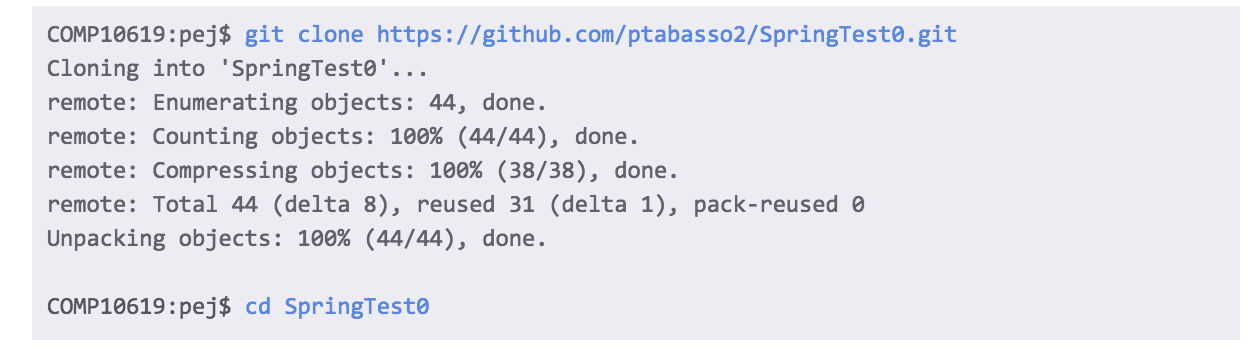 COMP10619:pej$ git clone https://github.com/ptabasso2/SpringTest0.git
Cloning into 'SpringTest0'...
remote: Enumerating objects: 44, done.
remote: Counting objects: 100% (44/44), done.
remote: Compressing objects: 100% (38/38), done.
remote: Total 44 (delta 8), reused 31 (delta 1), pack-reused 0
Unpacking objects: 100% (44/44), done.
COMP10619:pej$ cd SpringTest0